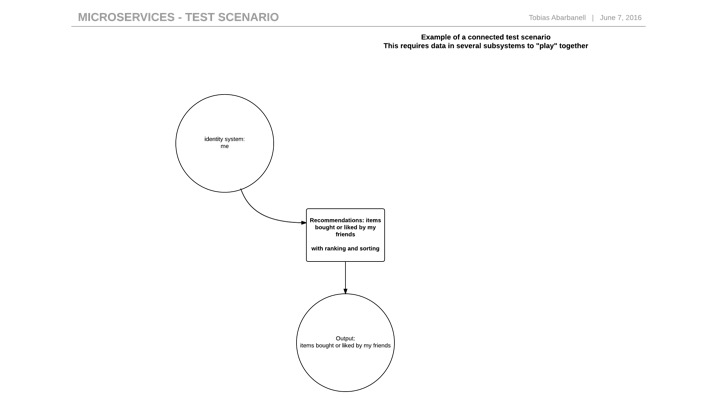 MICROSERVICES - TEST SCENARIO
Tobias Abarbanell | June 7, 2016
Example of a connected test scenario
This requires data in several subsystems to "play" together
identity system:
me
Recommendations: items
bought or liked by my
friends
with ranking and sorting
Output:
items bought or liked by my friends